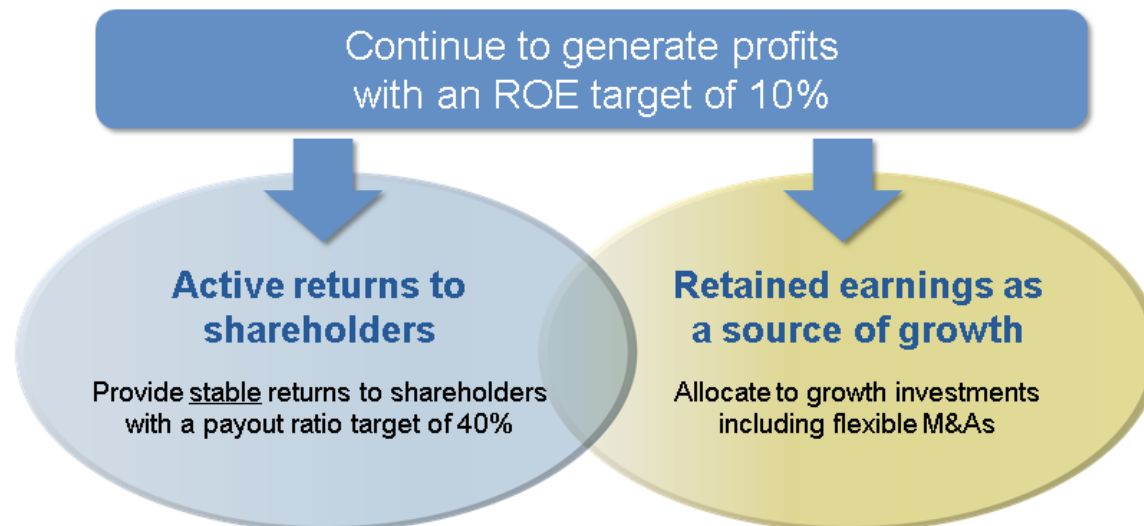 Continue to generate profits
with an ROE target of 10%
Active returns to
shareholders
Provide stable returns to shareholders
with a payout ratio target of 40%
Retained earnings as
a source of growth
Allocate to growth investments
including flexible M&As